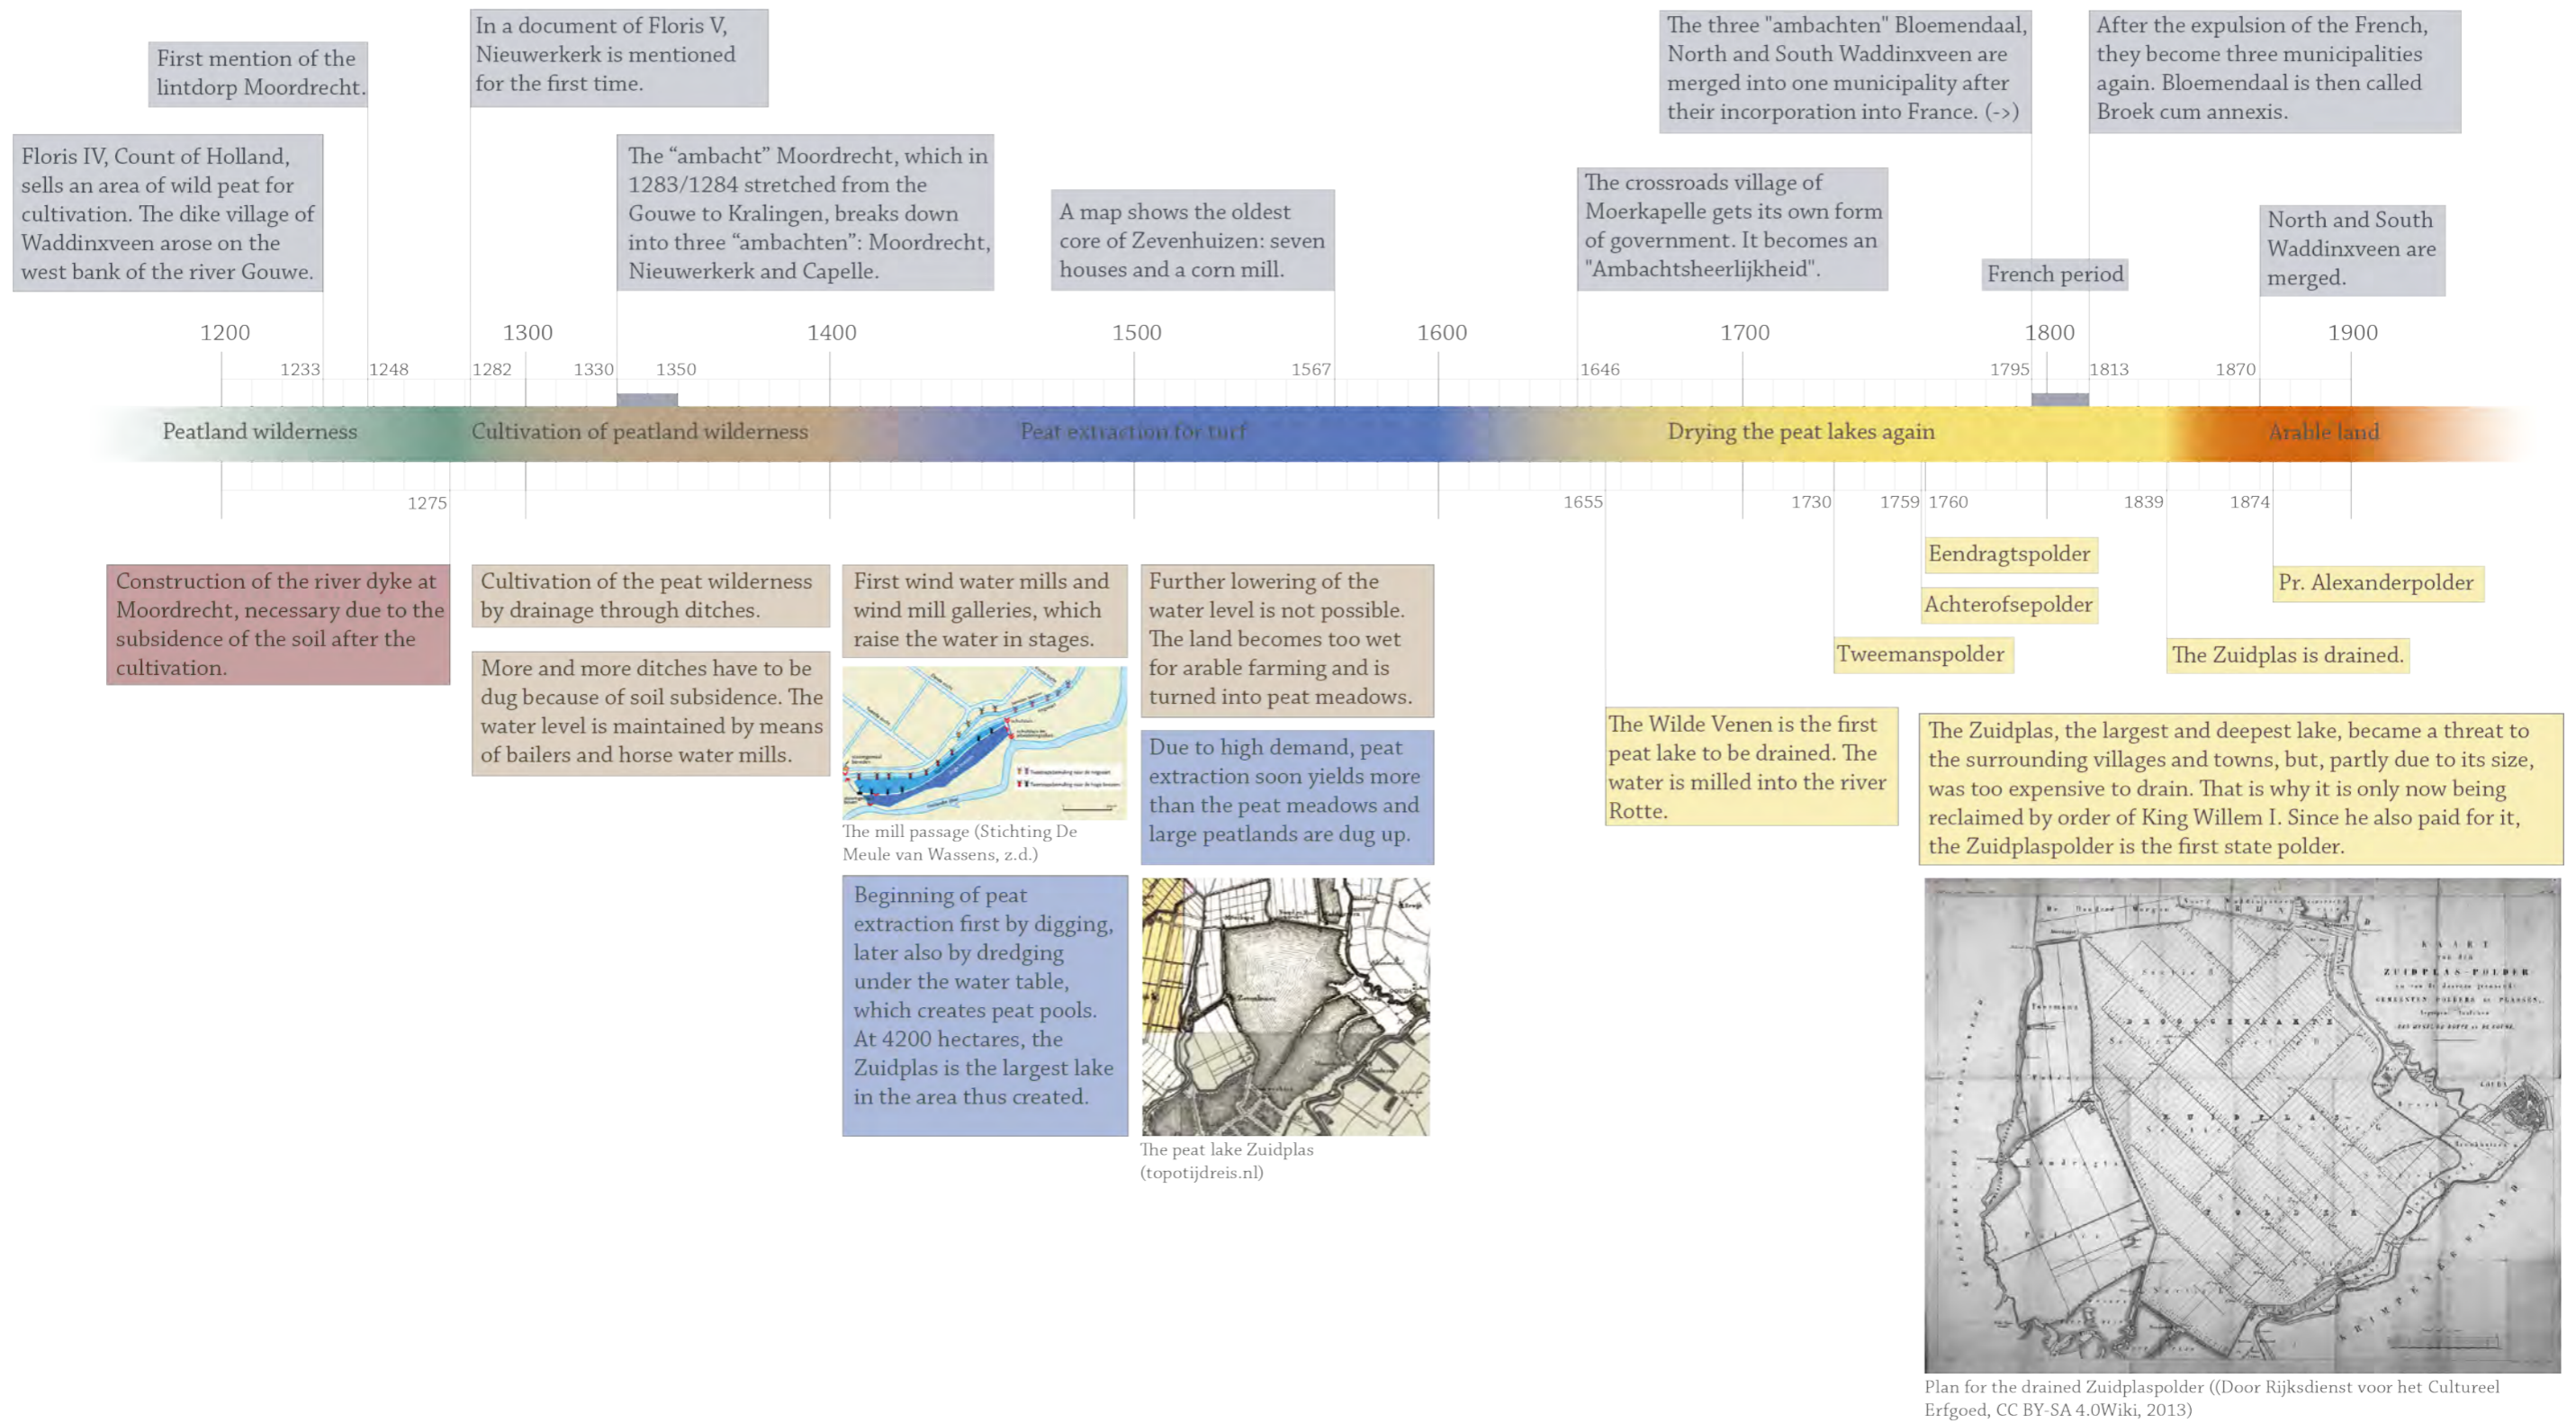 First mention of the
lintdorp Moordrecht.
In a document of Floris V,
Nieuwerkerk is mentioned
for the first time.
The three "ambachten" Bloemendaal,
North and South Waddinxveen are
merged into one municipality after
their incorporation into France. (->)
After the expulsion of the French,
they become three municipalities
again. Bloemendaal is then called
Broek cum annexis.
Floris IV, Count of Holland,
sells an area of wild peat for
cultivation. The dike village of
Waddinxveen arose on the
west bank of the river Gouwe.
The “ambacht” Moordrecht, which in
1283/1284 stretched from the
Gouwe to Kralingen, breaks down
into three “ambachten”: Moordrecht,
Nieuwerkerk and Capelle.
A map shows the oldest
core of Zevenhuizen: seven
houses and a corn mill.
The crossroads village of
Moerkapelle gets its own form
of government. It becomes an
"Ambachtsheerlijkheid".
French period
North and South
Waddinxveen are
merged.
1200
1300
1400
1500
1600
1700
1800
1900
1233
1248
1282
1330
1350
1567
1646
1795
1813
1870
Peatland wilderness
Cultivation of peatland wilderness
Peat extraction for turf
Drying the peat lakes again
Arable land
1275
1655
1730
1759
1760
1839
1874
Construction of the river dyke at
Moordrecht, necessary due to the
subsidence of the soil after the
cultivation.
Cultivation of the peat wilderness
by drainage through ditches.
More and more ditches have to be
dug because of soil subsidence. The
water level is maintained by means
of bailers and horse water mills.
First wind water mills and
wind mill galleries, which
raise the water in stages.
The mill passage (Stichting De
Meule van Wassens, z.d.)
Beginning of peat
extraction first by digging,
later also by dredging
under the water table,
which creates peat pools.
At 4200 hectares, the
Zuidplas is the largest lake
in the area thus created.
Further lowering of the
water level is not possible.
The land becomes too wet
for arable farming and is
turned into peat meadows.
Due to high demand, peat
extraction soon yields more
than the peat meadows and
large peatlands are dug up.
The peat lake Zuidplas
(topotijdreis.nl)
Eendragtspolder
Achterofsepolder
Tweemanspolder
Pr. Alexanderpolder
The Zuidplas is drained.
The Wilde Venen is the first
peat lake to be drained. The
water is milled into the river
Rotte.
The Zuidplas, the largest and deepest lake, became a threat to
the surrounding villages and towns, but, partly due to its size,
was too expensive to drain. That is why it is only now being
reclaimed by order of King Willem I. Since he also paid for it,
the Zuidplaspolder is the first state polder.
KAART
ZUIDPLAS-POLDER
Plan for the drained Zuidplaspolder ((Door Rijksdienst voor het Cultureel
Erfgoed, CC BY-SA 4.0Wiki, 2013)